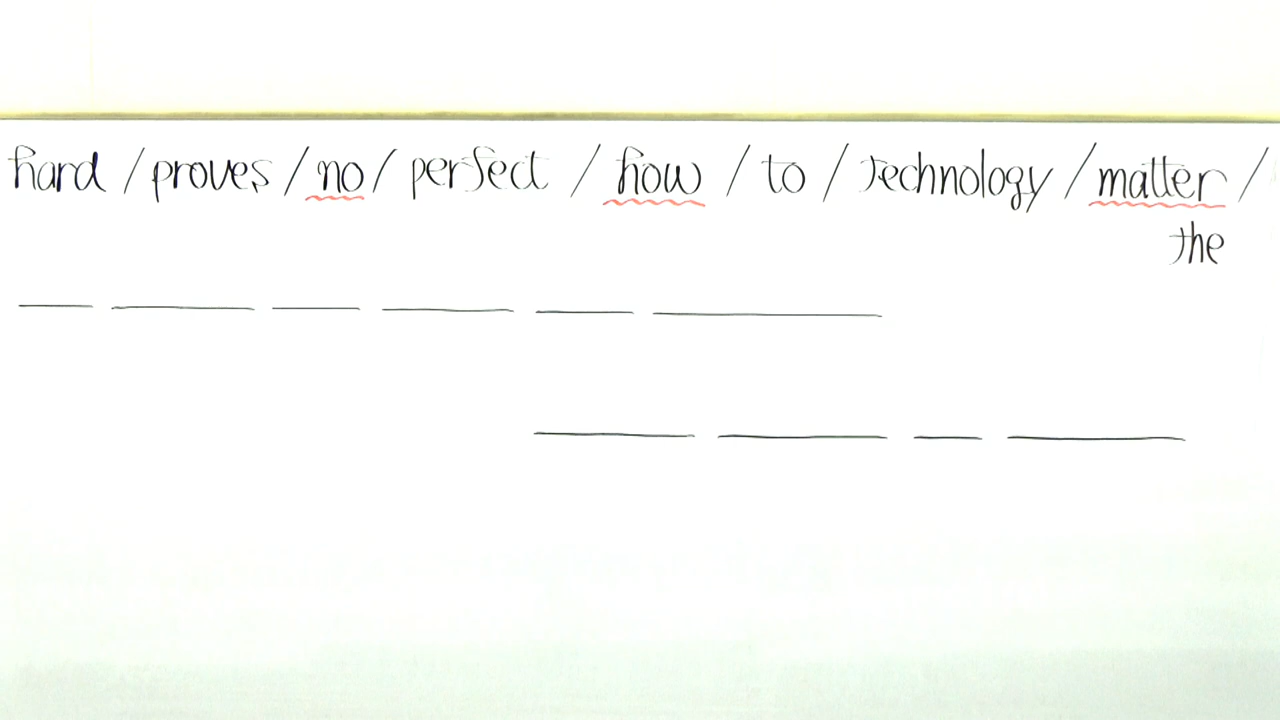 hard / proves / no / perfect / how / to / technology / matter /
the